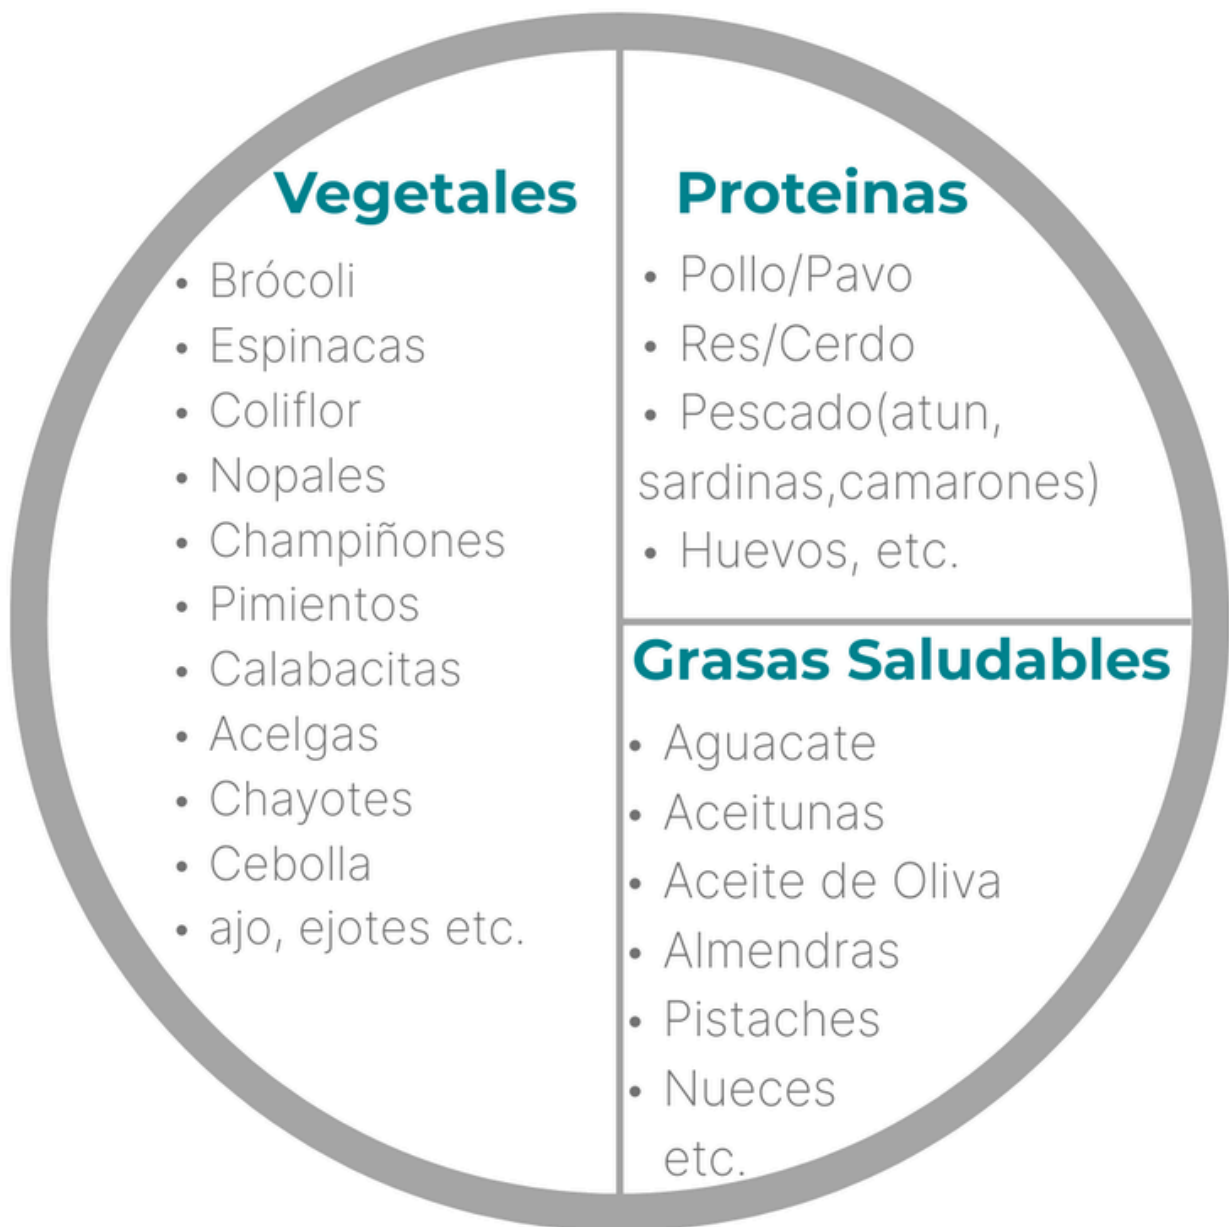 Vegetales
• Brócoli
• Espinacas
• Coliflor
• Nopales
• Champiñones
• Pimientos
• Calabacitas
• Acelgas
• Chayotes
• Cebolla
• ajo, ejotes etc.
Proteinas
• Pollo/Pavo
• Res/Cerdo
• Pescado(atun,
sardinas,camarones)
• Huevos, etc.
Grasas Saludables
• Aguacate
• Aceitunas
• Aceite de Oliva
• Almendras
• Pistaches
• Nueces
etc.